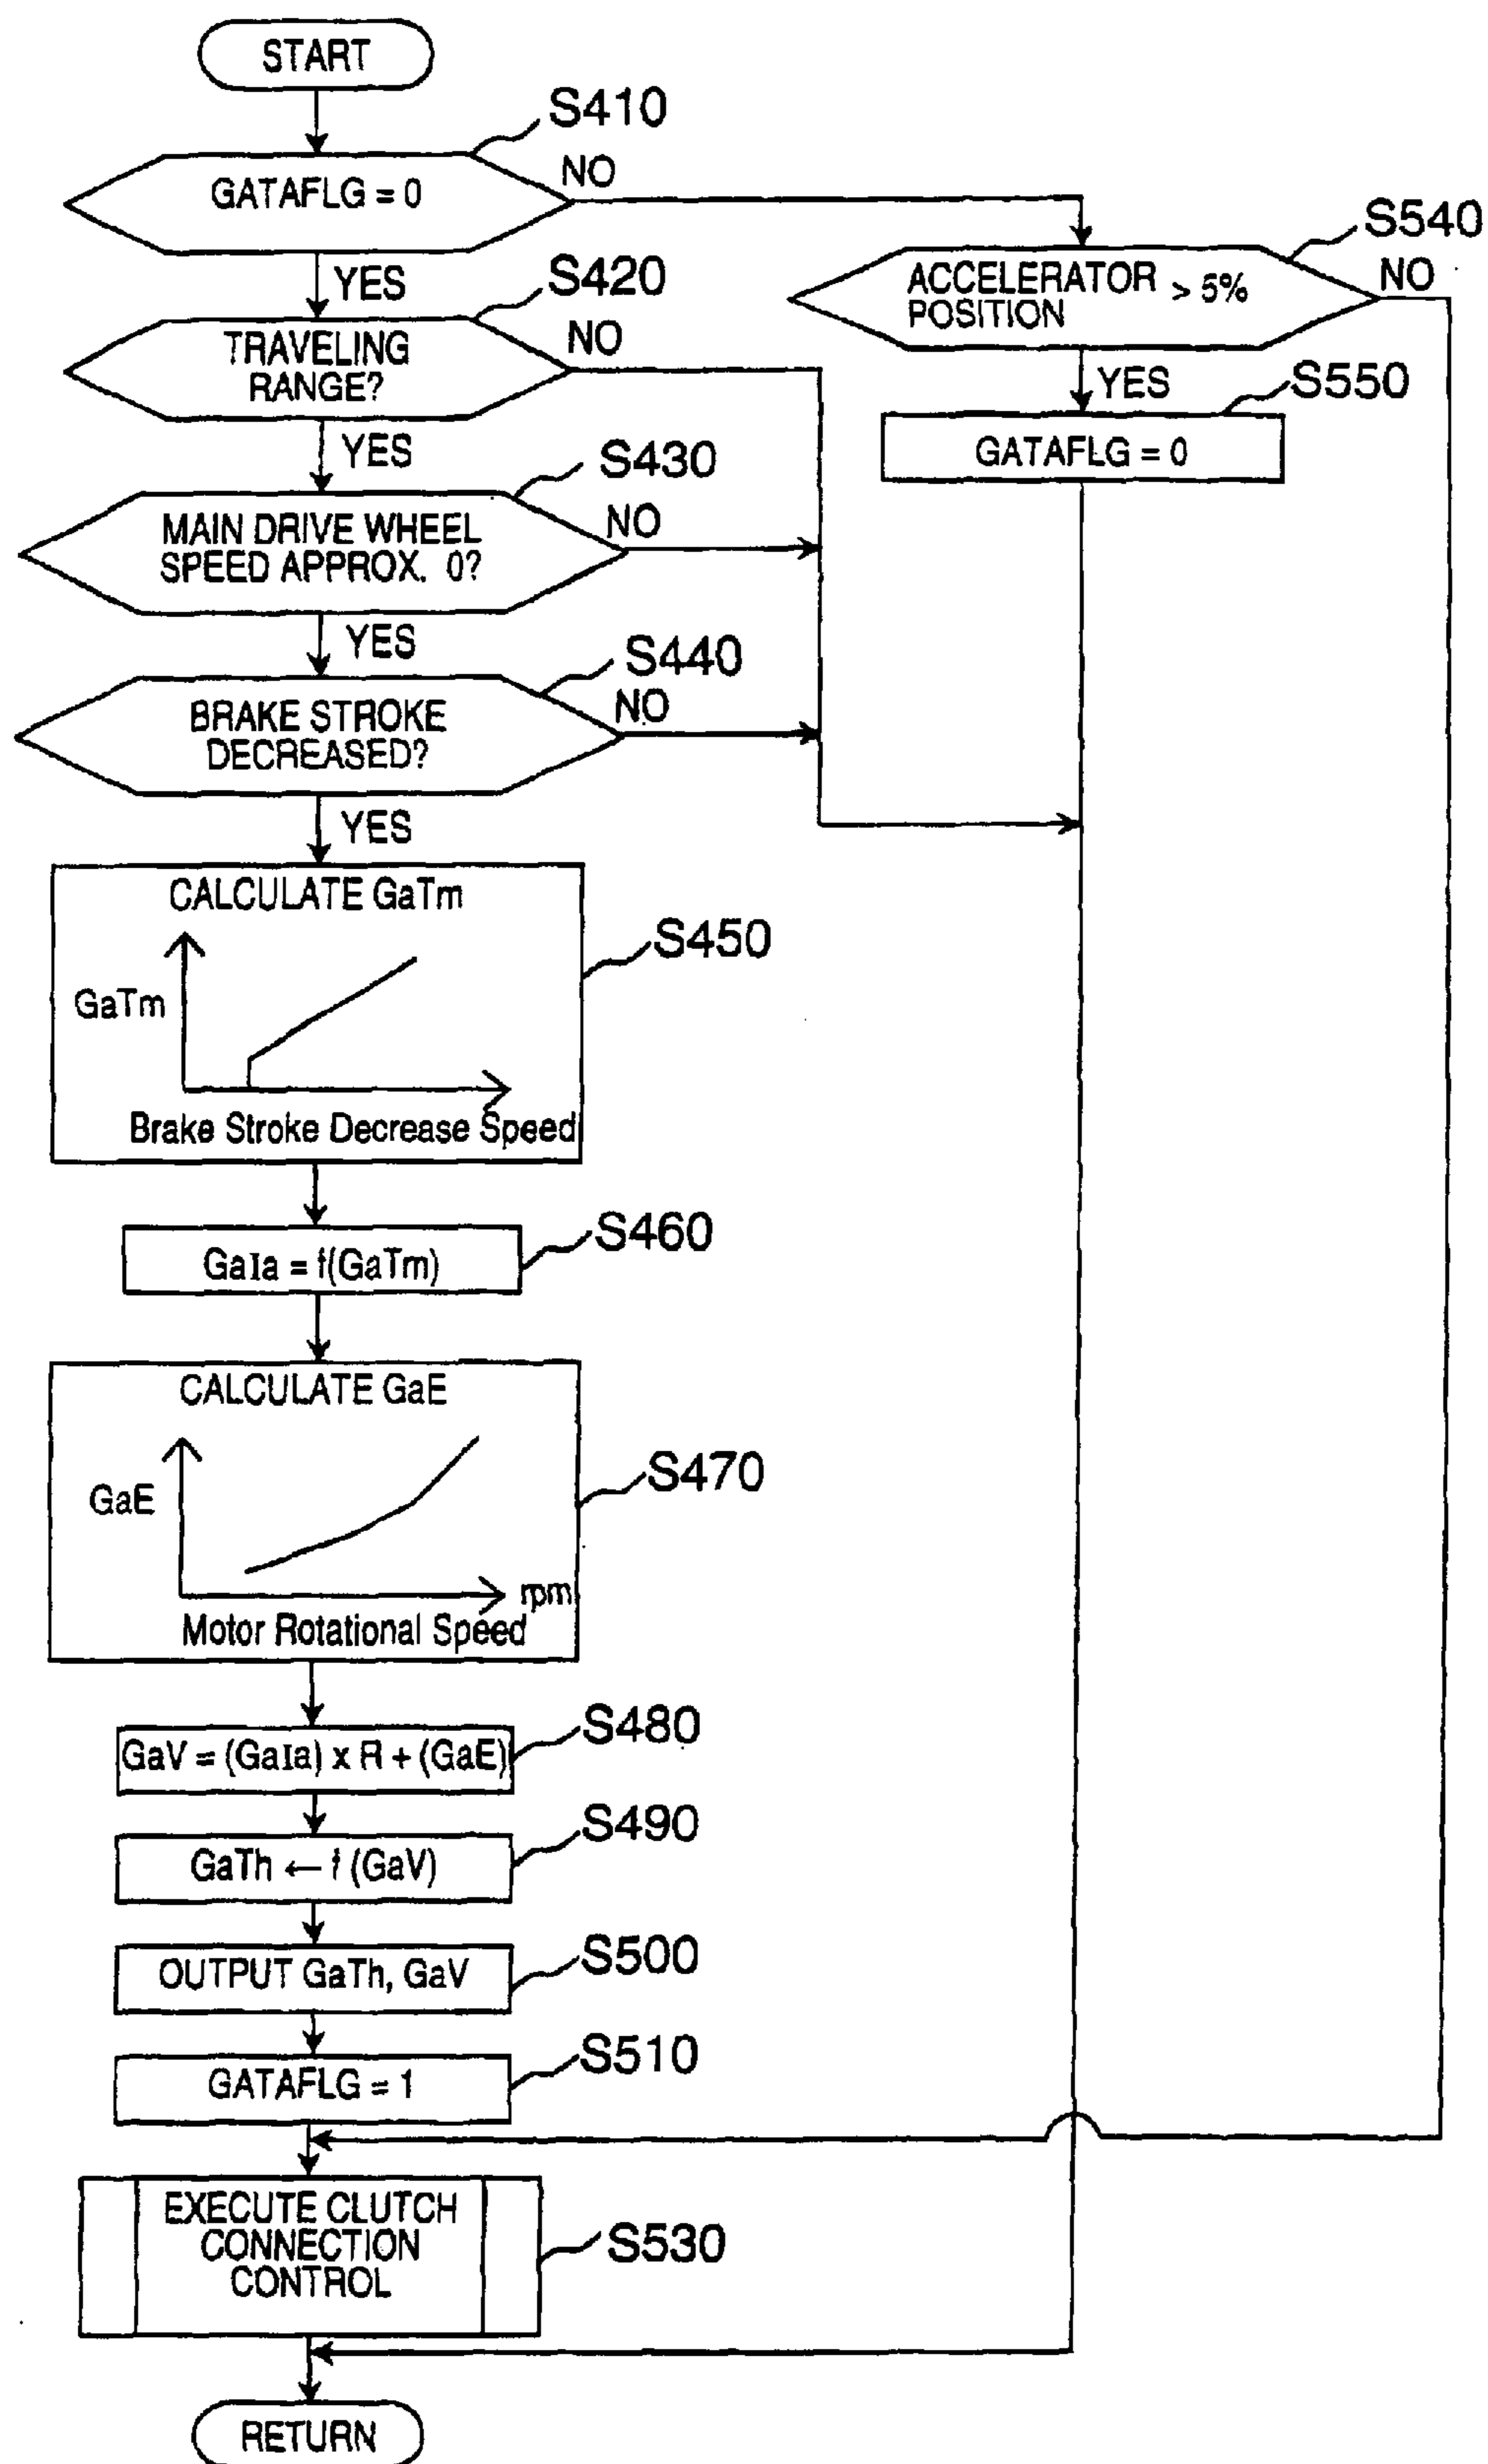 START
S410
GATAFLG = 0
NO
YES
S420
TRAVELING
RANGE?
NO
YES
S430
MAIN DRIVE WHEEL
SPEED APPROX. 0?
NO
YES
S440
BRAKE STROKE
DECREASED?
NO
YES
S540
ACCELERATOR
POSITION
> 5%
NO
YES
S550
GATAFLG = 0
CALCULATE GaTm
S450
GaTm
Brake Stroke Decrease Speed
S460
GaIa = f(GaTm)
CALCULATE GaE
S470
GaE
rpm
Motor Rotational Speed
S480
GaV = (GaIa) x R + (GaE)
S490
GaTh ← f (GaV)
S500
OUTPUT GaTh, GaV
S510
GATAFLG = 1
EXECUTE CLUTCH
CONNECTION
CONTROL
S530
RETURN